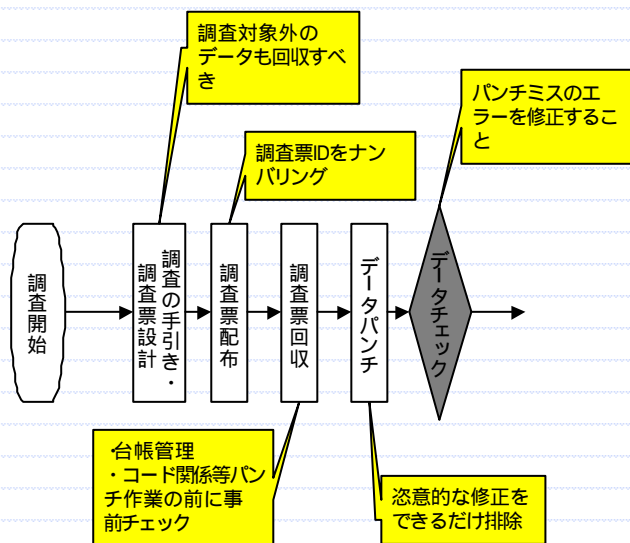 調査対象外の
データも回収すべ
き
パンチミスのエ
ラーを修正するこ
と
調査票IDをナン
バリング
調査開始
調査の手引き・
調査票設計
調査票配布
調査票回収
データパンチ
データチェック
・台帳管理
・コード関係等パン
チ作業の前に事
前チェック
恣意的な修正を
できるだけ排除